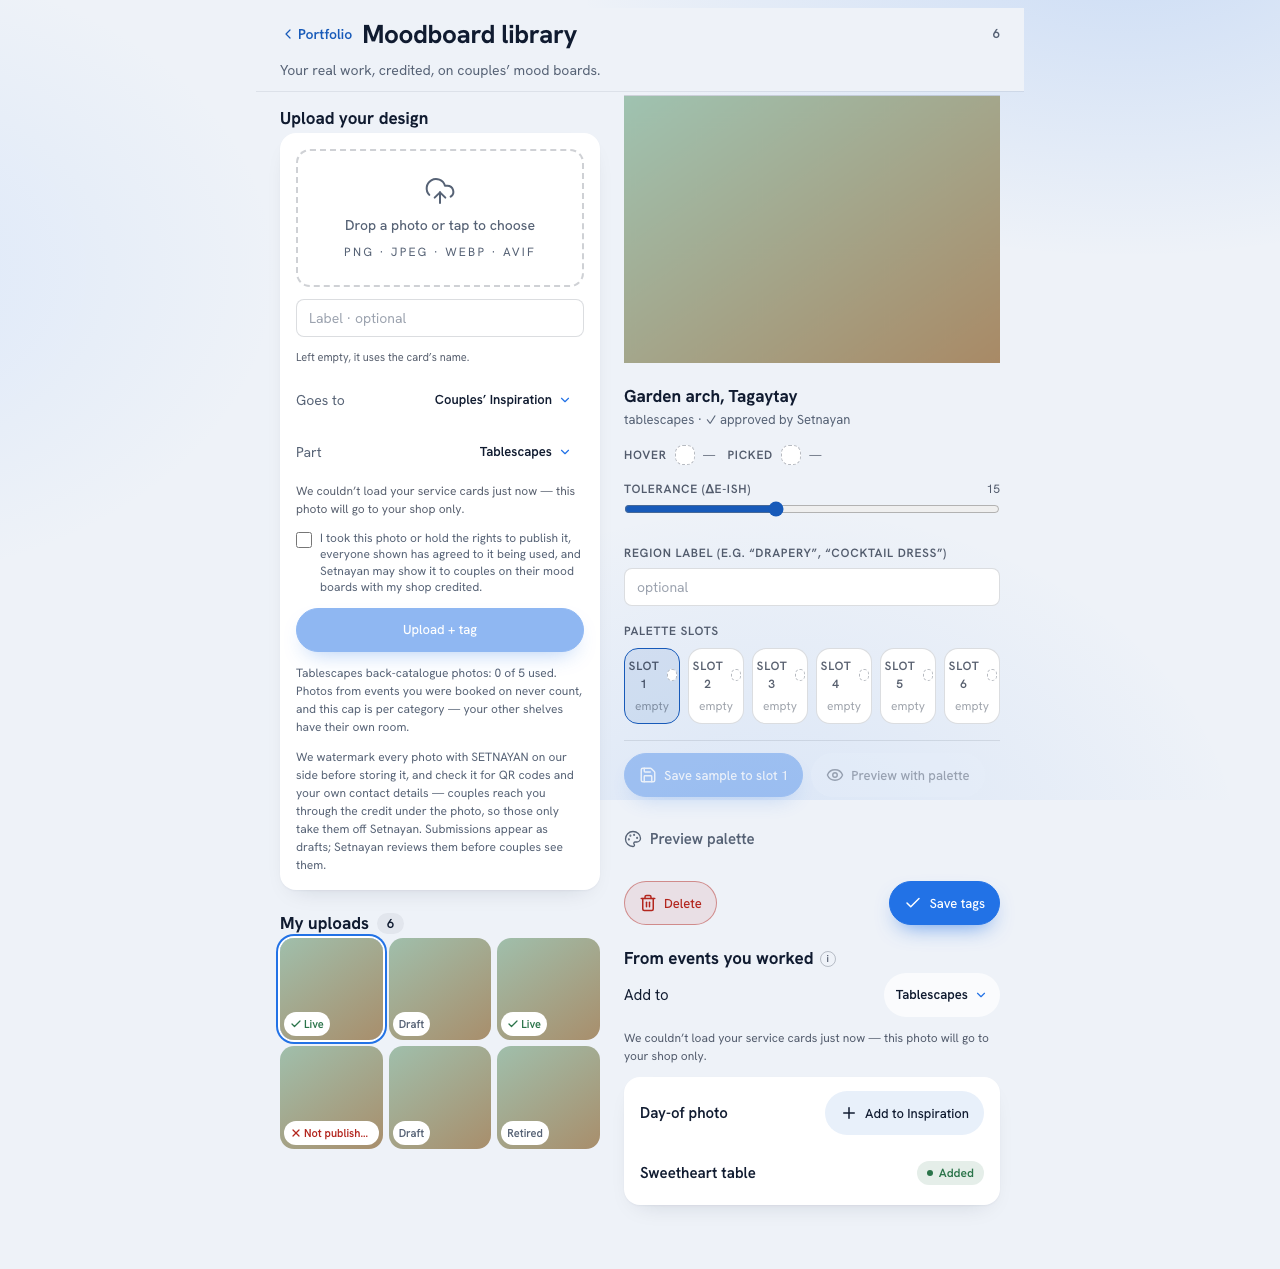 Portfolio
Moodboard library
6
Your real work, credited, on couples’ mood boards.
Upload your design
Drop a photo or tap to choose
PNG · JPEG · WEBP · AVIF
Label · optional
Left empty, it uses the card’s name.
Goes to
Couples’ Inspiration
Part
Tablescapes
We couldn’t load your service cards just now — this
photo will go to your shop only.
I took this photo or hold the rights to publish it,
everyone shown has agreed to it being used, and
Setnayan may show it to couples on their mood
boards with my shop credited.
Upload + tag
Tablescapes back-catalogue photos: 0 of 5 used.
Photos from events you were booked on never count,
and this cap is per category — your other shelves
have their own room.
We watermark every photo with SETNAYAN on our
side before storing it, and check it for QR codes and
your own contact details — couples reach you
through the credit under the photo, so those only
take them off Setnayan. Submissions appear as
drafts; Setnayan reviews them before couples see
them.
My uploads
6
Live
Draft
Live
Not publish...
Draft
Retired
Garden arch, Tagaytay
tablescapes · ✓ approved by Setnayan
HOVER — PICKED —
TOLERANCE (ΔE-ISH)
15
REGION LABEL (E.G. “DRAPERY”, “COCKTAIL DRESS”)
optional
PALETTE SLOTS
SLOT 1
empty
SLOT 2
empty
SLOT 3
empty
SLOT 4
empty
SLOT 5
empty
SLOT 6
empty
Save sample to slot 1
Preview with palette
Preview palette
Delete
Save tags
From events you worked
i
Add to
Tablescapes
We couldn’t load your service cards just now — this photo will go to
your shop only.
Day-of photo
Add to Inspiration
Sweetheart table
Added